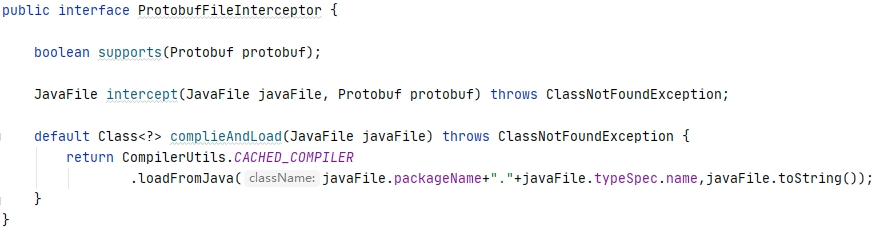 public interface ProtobufFileInterceptor {
boolean supports(Protobuf protobuf);
JavaFile intercept(JavaFile javaFile, Protobuf protobuf) throws ClassNotFoundException;
default Class<?> complieAndLoad(JavaFile javaFile) throws ClassNotFoundException {
return CompilerUtils.CACHED_COMPILER
.loadFromJava( className: javaFile.packageName+"."+javaFile.typeSpec.name,javaFile.toString());
}
}